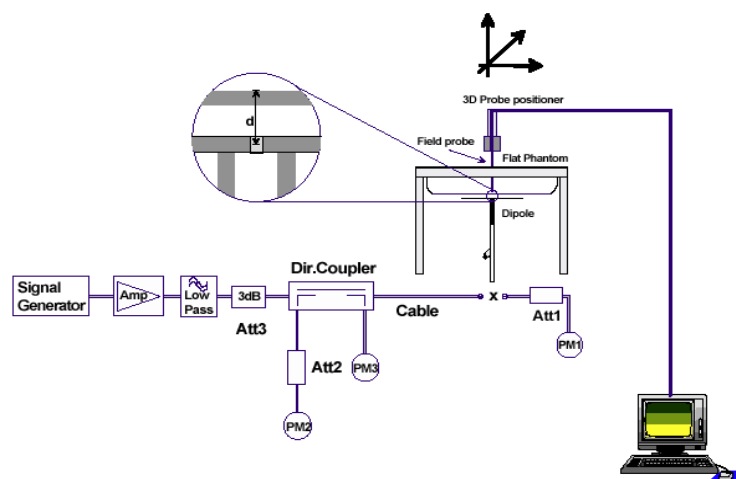 d
3D Probe positioner
Field probe
Flat Phantom
Dipole
Signal
Generator
Amp
Low
Pass
3dB
Att3
Dir.Coupler
Cable
x
Att1
PM1
Att2
PM3
PM2